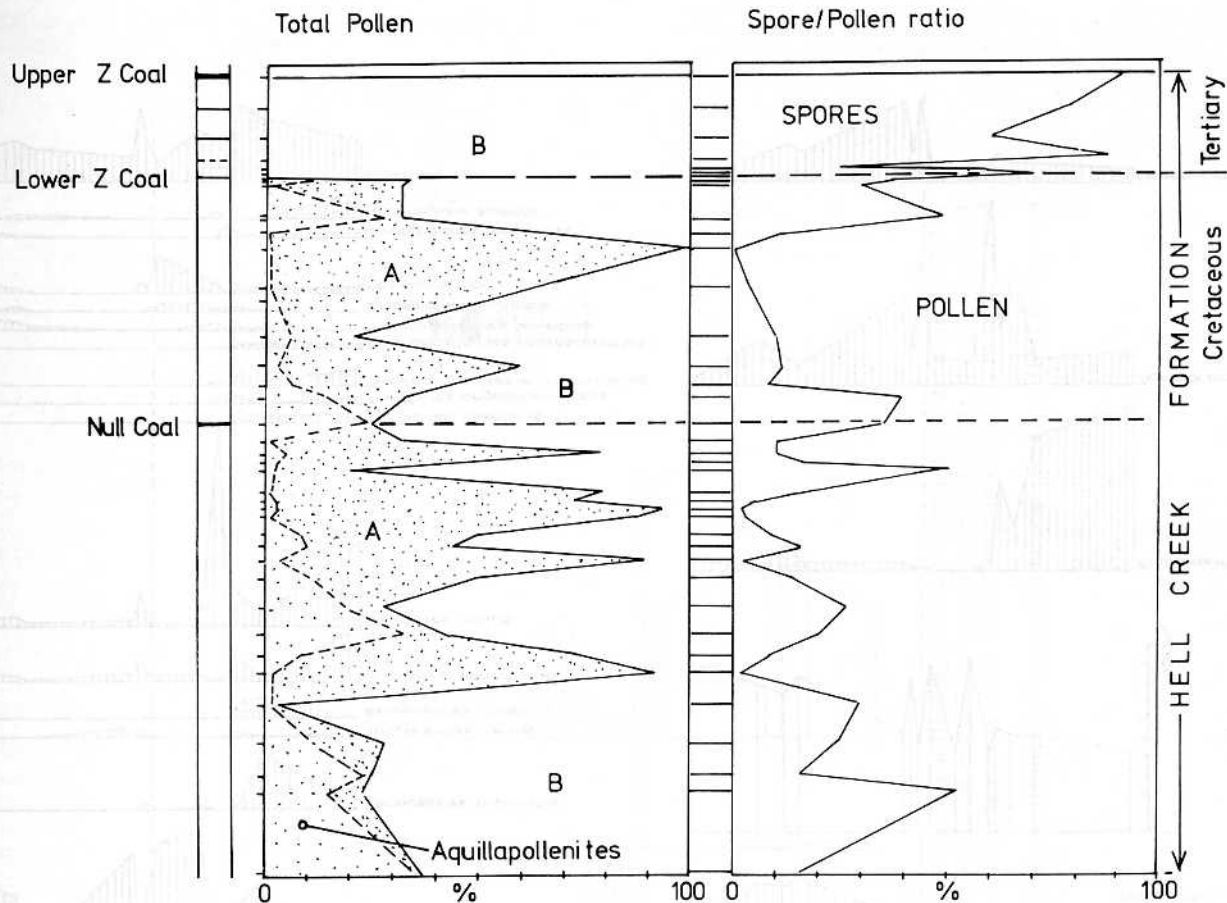 Total Pollen
Spore/Pollen ratio
Upper Z Coal
Lower Z Coal
Null Coal
B
A
B
A
B
Aquillapollenites
0 % 100
SPORES
POLLEN
0 % 100
Tertiary
Cretaceous
HELL CREEK FORMATION